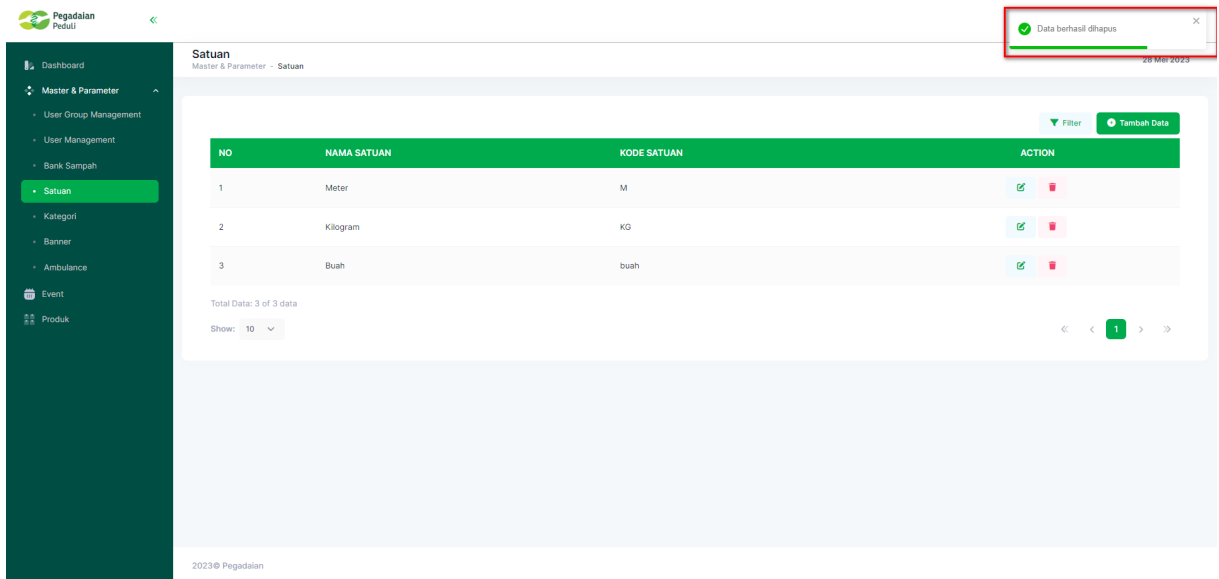 Pegadaian
Peduli
Data berhasil dihapus
Dashboard
Master & Parameter
User Group Management
User Management
Bank Sampah
Satuan
Kategori
Banner
Ambulance
Event
Produk
Satuan
Master & Parameter - Satuan
28 Mei 2023
Filter
Tambah Data
NO NAMA SATUAN KODE SATUAN ACTION
1 Meter M
2 Kilogram KG
3 Buah buah
Total Data: 3 of 3 data
Show: 10
1
2023© Pegadaian